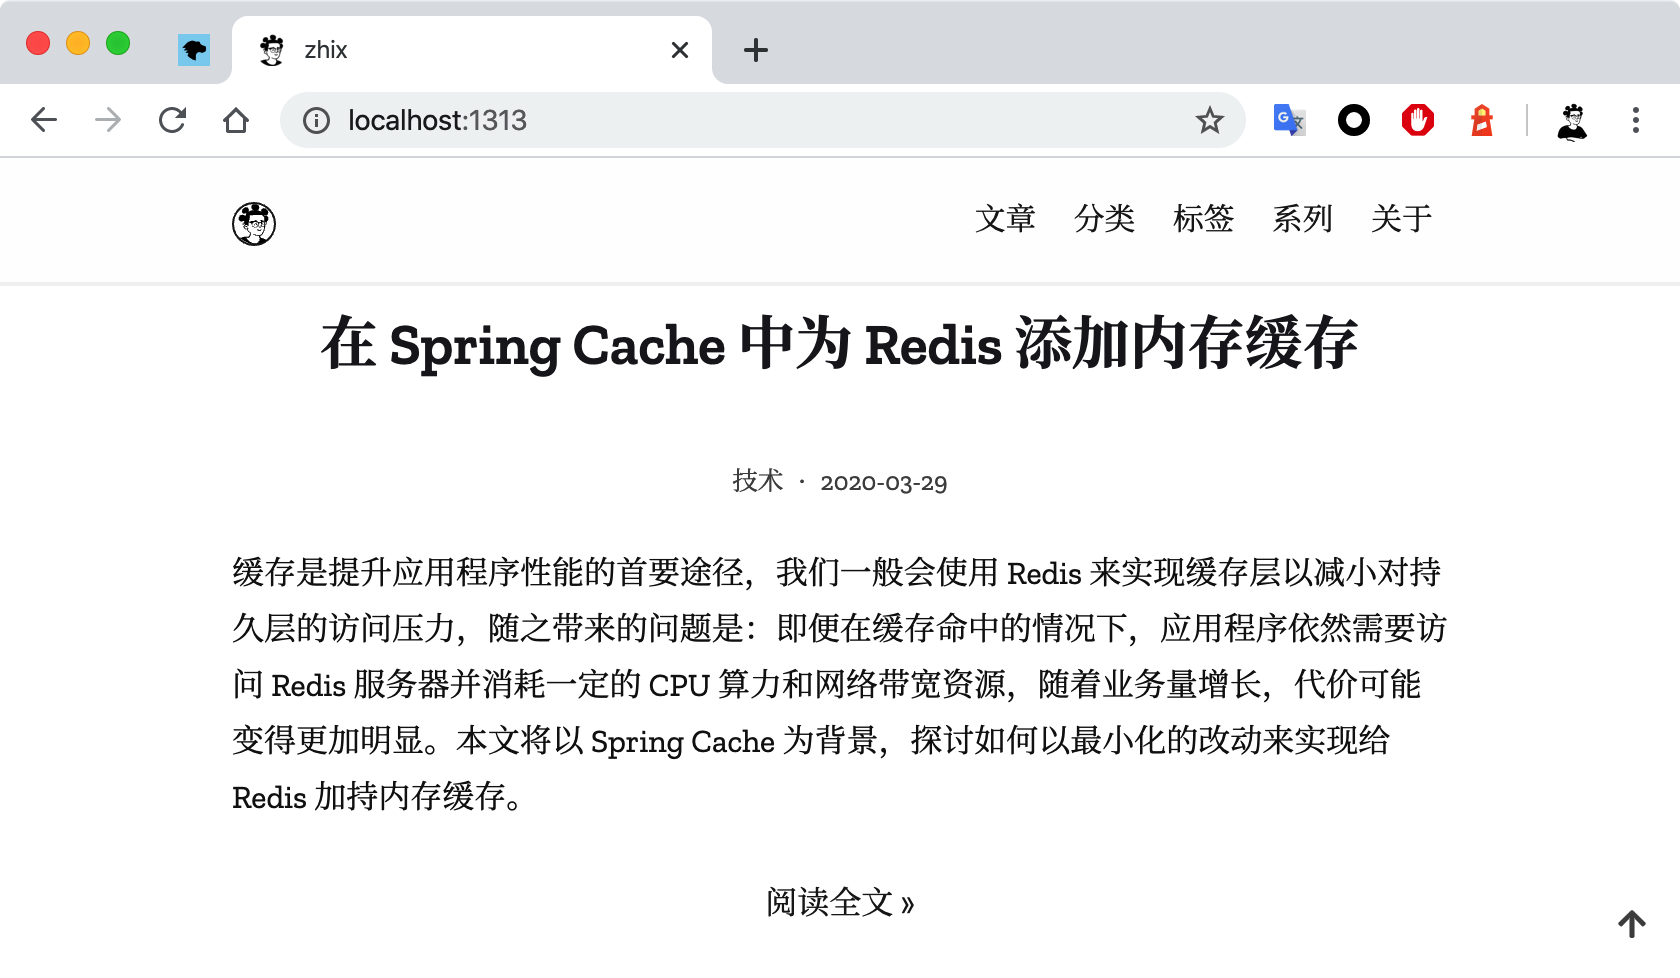 zhix
localhost:1313
文章 分类 标签 系列 关于
在 Spring Cache 中为 Redis 添加内存缓存
技术 · 2020-03-29
缓存是提升应用程序性能的首要途径，我们一般会使用 Redis 来实现缓存层以减小对持
久层的访问压力，随之带来的问题是：即便在缓存命中的情况下，应用程序依然需要访
问 Redis 服务器并消耗一定的 CPU 算力和网络带宽资源，随着业务量增长，代价可能
变得更加明显。本文将以 Spring Cache 为背景，探讨如何以最小化的改动来实现给
Redis 加持内存缓存。
阅读全文 »